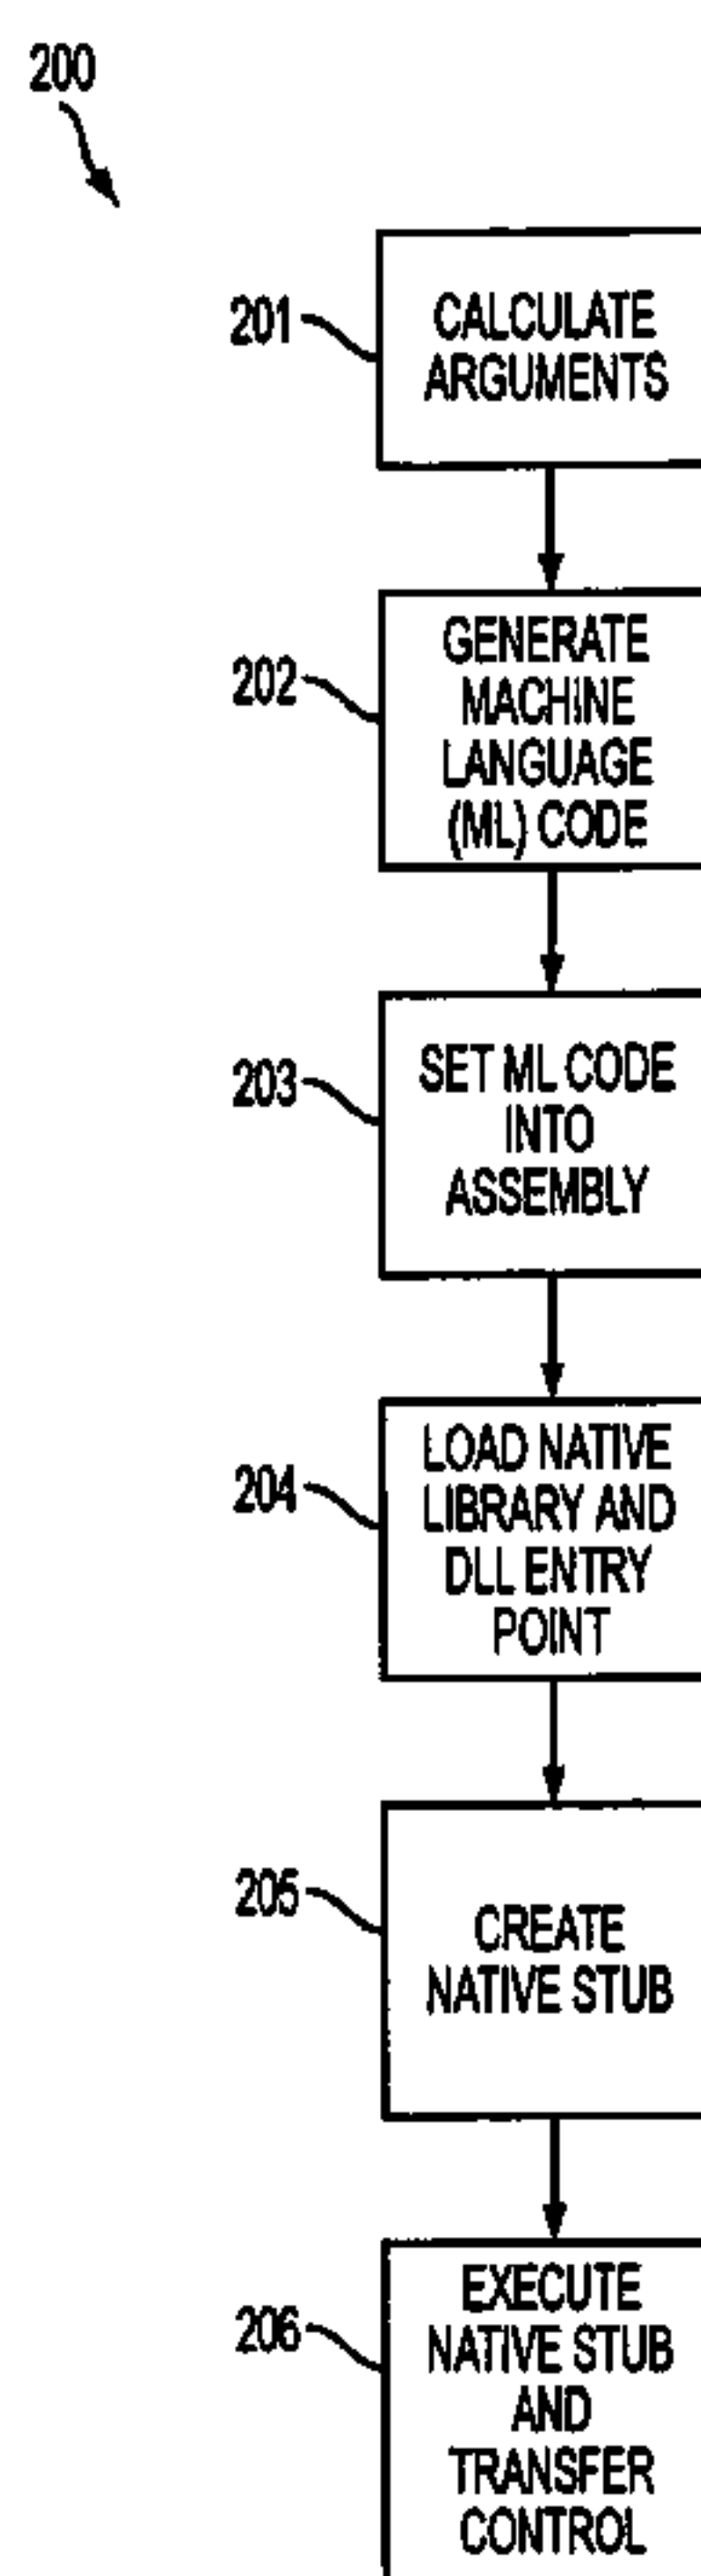 200
201
CALCULATE
ARGUMENTS
202
GENERATE
MACHINE
LANGUAGE
(ML) CODE
203
SET ML CODE
INTO
ASSEMBLY
204
LOAD NATIVE
LIBRARY AND
DLL ENTRY
POINT
205
CREATE
NATIVE STUB
206
EXECUTE
NATIVE STUB
AND
TRANSFER
CONTROL